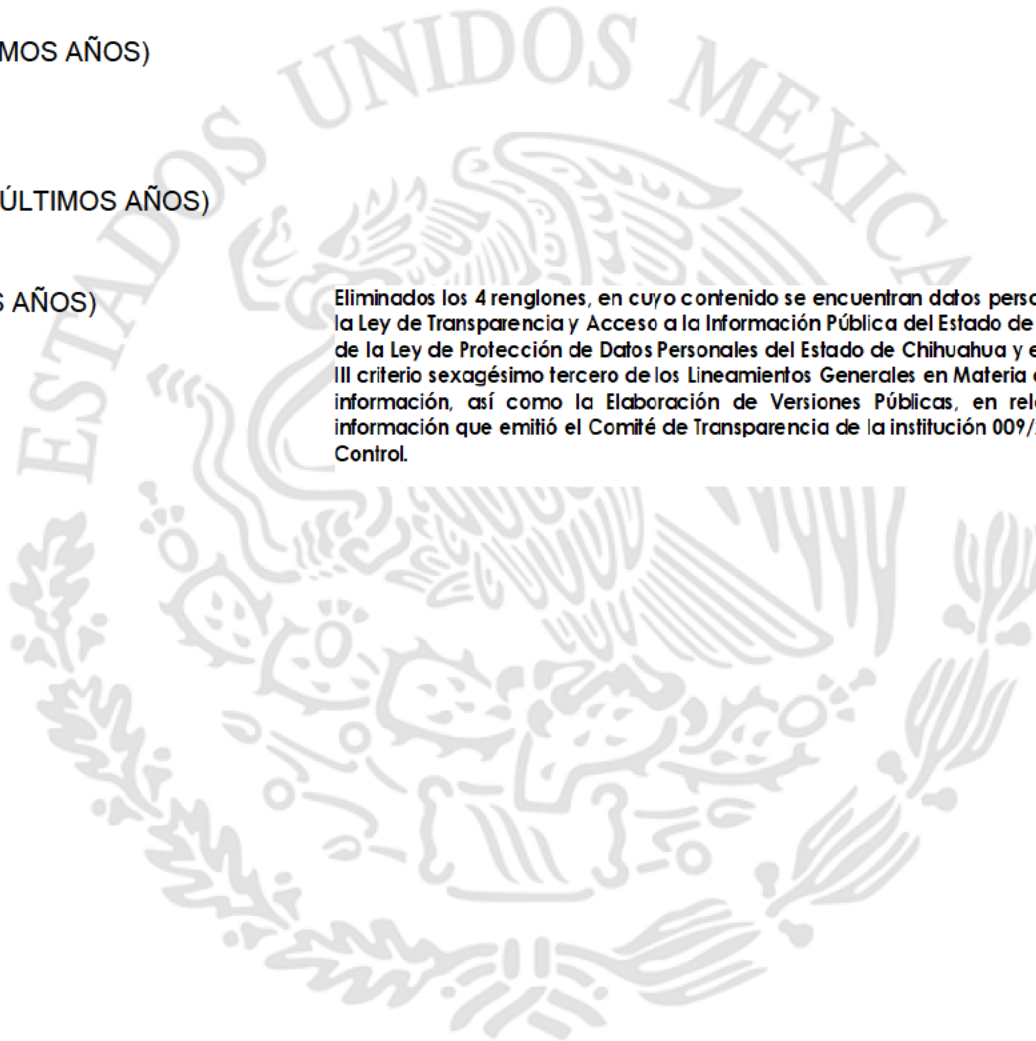 ESTADOS UNIDOS MEXICA
MOS AÑOS)
ÚLTIMOS AÑOS)
S AÑOS)
Eliminados los 4 renglones, en cuyo contenido se encuentran datos perso
la Ley de Transparencia y Acceso a la Información Pública del Estado de
de la Ley de Protección de Datos Personales del Estado de Chihuahua y e
III criterio sexagésimo tercero de los Lineamientos Generales en Materia
información, así como la Elaboración de Versiones Públicas, en rel
información que emitió el Comité de Transparencia de la institución 009/
Control.